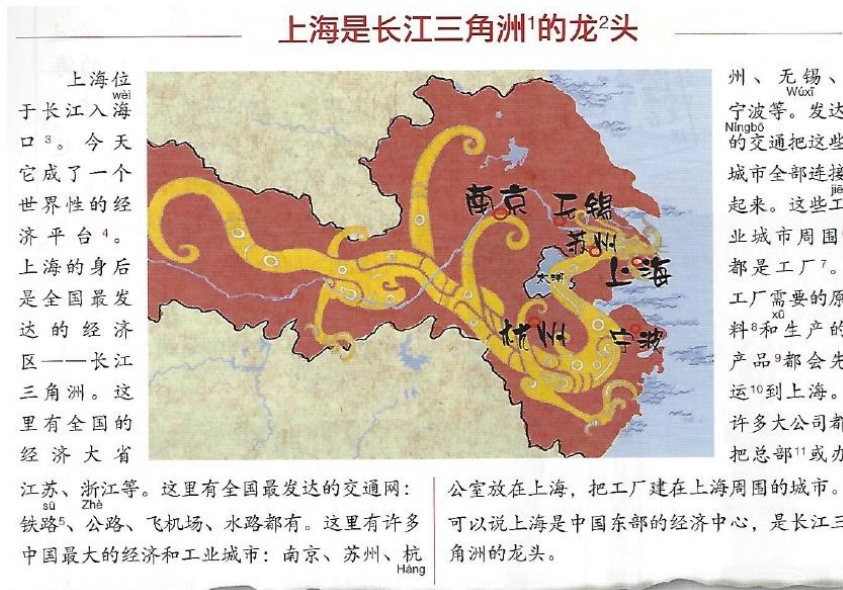 上海是长江三角洲¹的龙²头
上海位
wèi
于长江入海
口³。今天
它成了一个
世界性的经
济平台⁴。
上海的身后
是全国最发
达的经济
区——长江
三角洲。这
里有全国的
经济大省
江苏、浙江等。这里有全国最发达的交通网：
sū Zhè
铁路⁵、公路、飞机场、水路都有。这里有许多
中国最大的经济和工业城市：南京、苏州、杭
Háng
南京
无锡
苏州
上海
太湖
杭州
宁波
州、无锡、
Wúxī
宁波等。发达
Níngbō
的交通把这些
城市全部连接
jiē
起来。这些工
业城市周围
都是工厂⁷。
工厂需要的原
xū
料⁸和生产的
产品⁹都会先
运¹⁰到上海。
许多大公司都
把总部¹¹或办
公室放在上海，把工厂建在上海周围的城市。
可以说上海是中国东部的经济中心，是长江三
角洲的龙头。